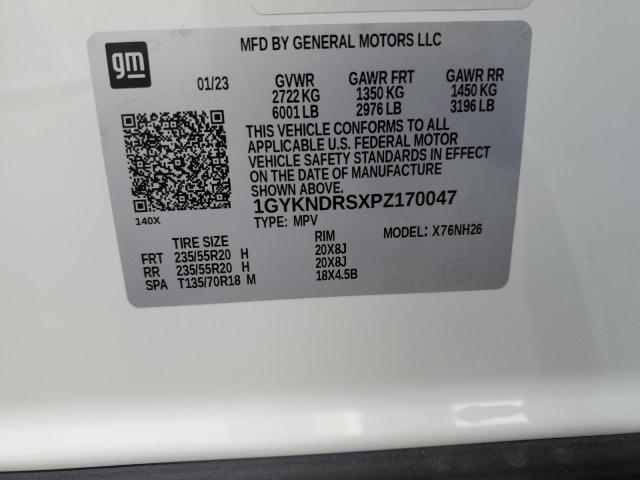 gm
MFD BY GENERAL MOTORS LLC
01/23 GVWR GAWR FRT GAWR RR
2722 KG 1350 KG 1450 KG
6001 LB 2976 LB 3196 LB
THIS VEHICLE CONFORMS TO ALL
APPLICABLE U.S. FEDERAL MOTOR
VEHICLE SAFETY STANDARDS IN EFFECT
ON THE DATE OF MANUFACTURE
SHOWN ABOVE.
140X
1GYKNDRSXPZ170047
TYPE: MPV MODEL: X76NH26
TIRE SIZE RIM
FRT 235/55R20 H 20X8J
RR 235/55R20 H 20X8J
SPA T135/70R18 M 18X4.5B